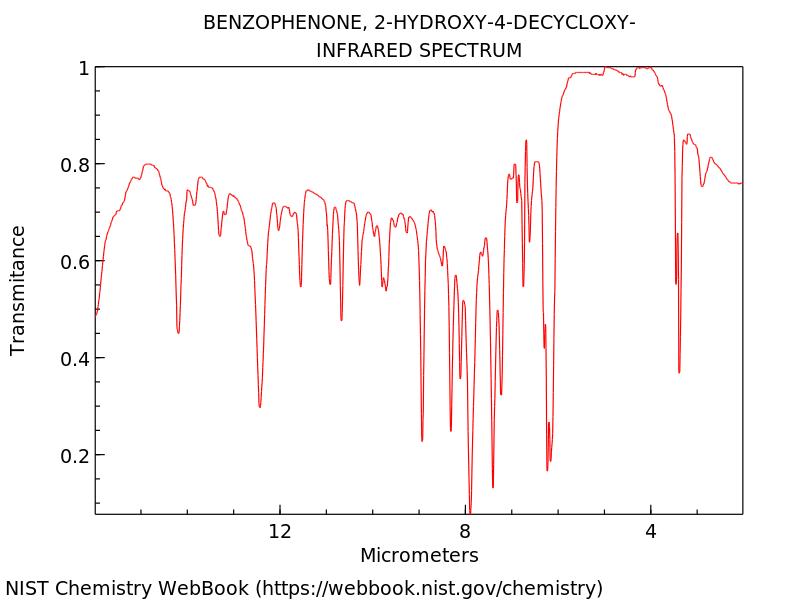 BENZOPHENONE, 2-HYDROXY-4-DECYCLOXY-
INFRARED SPECTRUM
1
0.8
0.6
0.4
0.2
Transmitance
12 8 4
Micrometers
NIST Chemistry WebBook (https://webbook.nist.gov/chemistry)